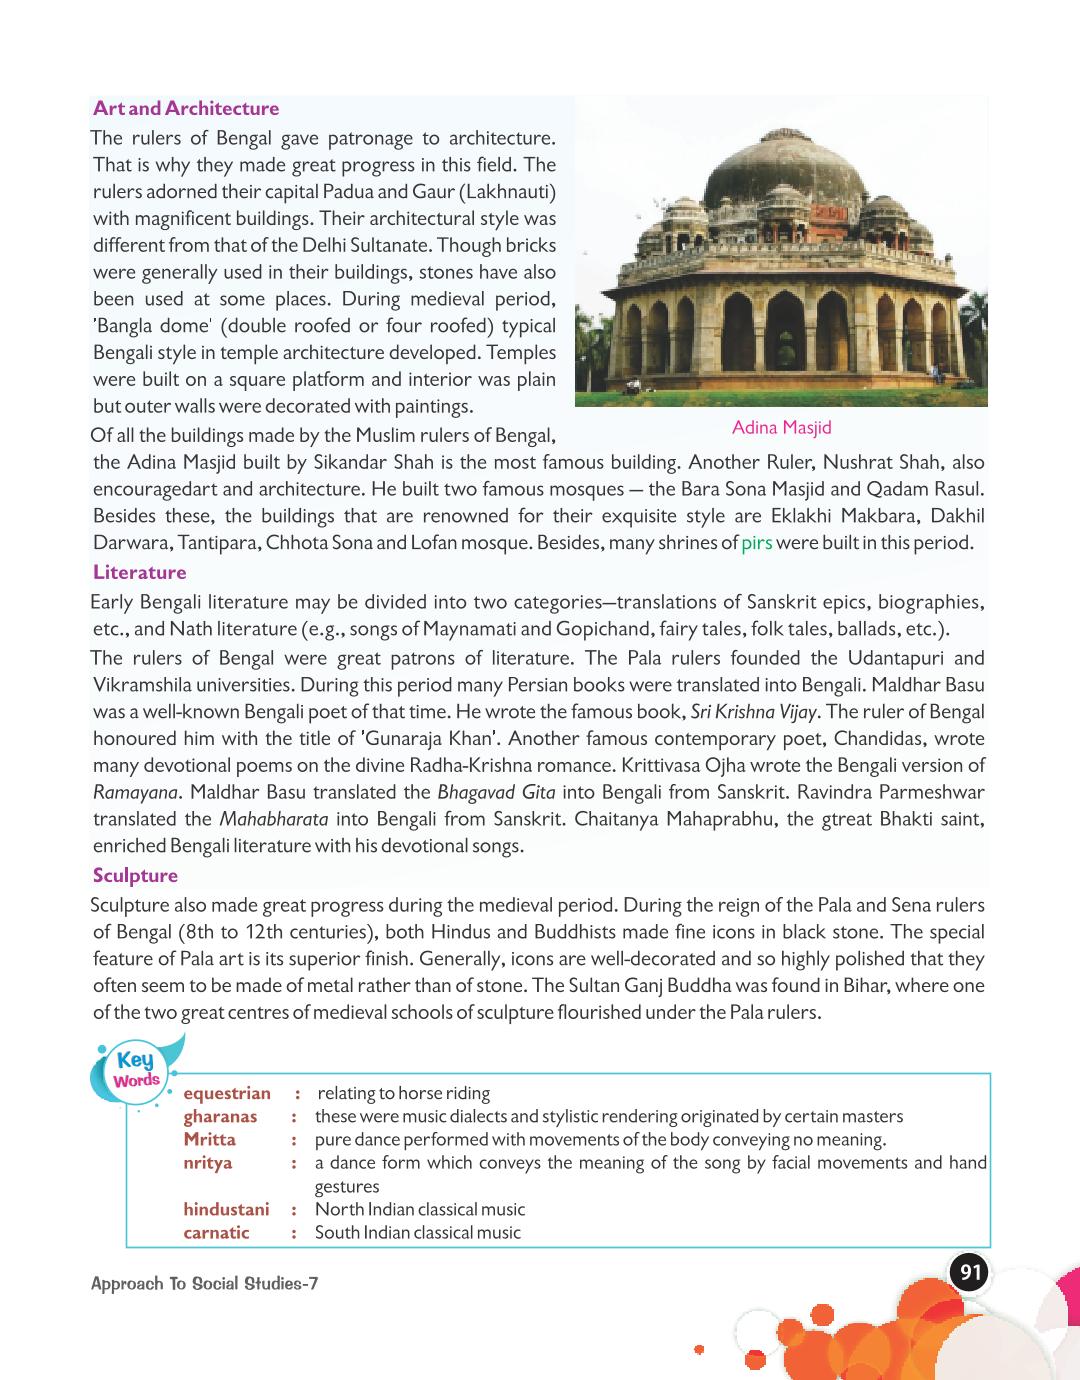 Art and Architecture
The rulers of Bengal gave patronage to architecture.
That is why they made great progress in this field. The
rulers adorned their capital Padua and Gaur (Lakhnauti)
with magnificent buildings. Their architectural style was
different from that of the Delhi Sultanate. Though bricks
were generally used in their buildings, stones have also
been used at some places. During medieval period,
'Bangla dome' (double roofed or four roofed) typical
Bengali style in temple architecture developed. Temples
were built on a square platform and interior was plain
but outer walls were decorated with paintings.
Adina Masjid
Of all the buildings made by the Muslim rulers of Bengal,
the Adina Masjid built by Sikandar Shah is the most famous building. Another Ruler, Nushrat Shah, also
encouragedart and architecture. He built two famous mosques — the Bara Sona Masjid and Qadam Rasul.
Besides these, the buildings that are renowned for their exquisite style are Eklakhi Makbara, Dakhil
Darwara, Tantipara, Chhota Sona and Lofan mosque. Besides, many shrines of pirs were built in this period.
Literature
Early Bengali literature may be divided into two categories—translations of Sanskrit epics, biographies,
etc., and Nath literature (e.g., songs of Maynamati and Gopichand, fairy tales, folk tales, ballads, etc.).
The rulers of Bengal were great patrons of literature. The Pala rulers founded the Udantapuri and
Vikramshila universities. During this period many Persian books were translated into Bengali. Maldhar Basu
was a well-known Bengali poet of that time. He wrote the famous book, Sri Krishna Vijay. The ruler of Bengal
honoured him with the title of 'Gunaraja Khan'. Another famous contemporary poet, Chandidas, wrote
many devotional poems on the divine Radha-Krishna romance. Krittivasa Ojha wrote the Bengali version of
Ramayana. Maldhar Basu translated the Bhagavad Gita into Bengali from Sanskrit. Ravindra Parmeshwar
translated the Mahabharata into Bengali from Sanskrit. Chaitanya Mahaprabhu, the gtreat Bhakti saint,
enriched Bengali literature with his devotional songs.
Sculpture
Sculpture also made great progress during the medieval period. During the reign of the Pala and Sena rulers
of Bengal (8th to 12th centuries), both Hindus and Buddhists made fine icons in black stone. The special
feature of Pala art is its superior finish. Generally, icons are well-decorated and so highly polished that they
often seem to be made of metal rather than of stone. The Sultan Ganj Buddha was found in Bihar, where one
of the two great centres of medieval schools of sculpture flourished under the Pala rulers.
Key
Words
equestrian : relating to horse riding
gharanas : these were music dialects and stylistic rendering originated by certain masters
Mritta : pure dance performed with movements of the body conveying no meaning.
nritya : a dance form which conveys the meaning of the song by facial movements and hand
gestures
hindustani : North Indian classical music
carnatic : South Indian classical music
Approach To Social Studies-7
91